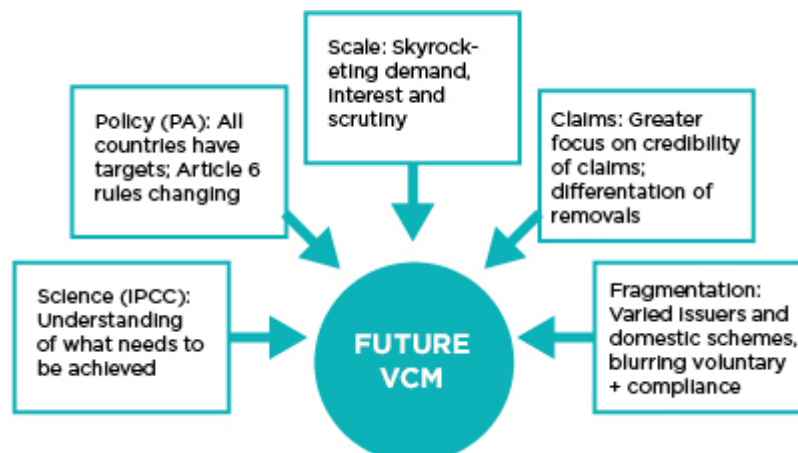 Scale: Skyrock-
eting demand,
interest and
scrutiny
Policy (PA): All
countries have
targets; Article 6
rules changing
Claims: Greater
focus on credibility
of claims;
differentation of
removals
Science (IPCC):
Understanding
of what needs to
be achieved
Fragmentation:
Varied issuers and
domestic schemes,
blurring voluntary
+ compliance
FUTURE
VCM